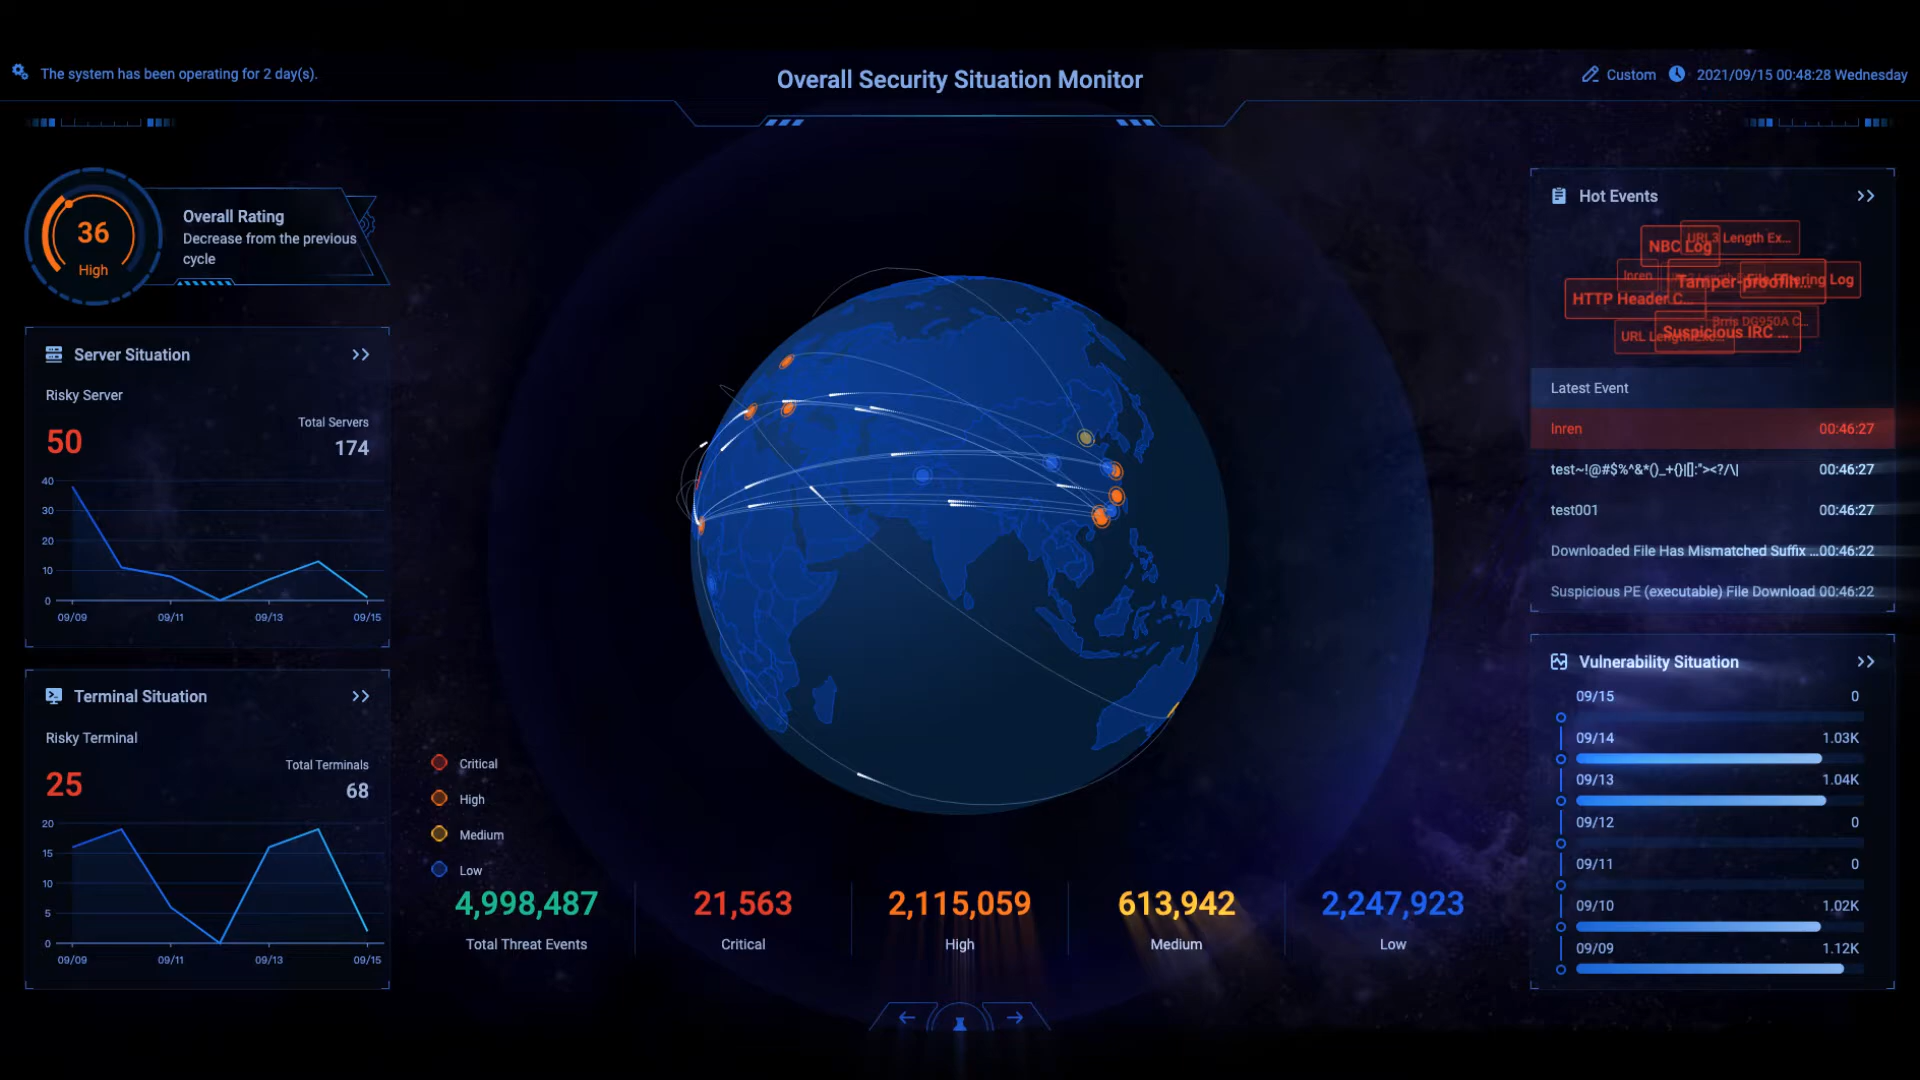 The system has been operating for 2 day(s).
Overall Security Situation Monitor
Custom
2021/09/15 00:48:28 Wednesday
36
High
Overall Rating
Decrease from the previous
cycle
Server Situation
Risky Server
Total Servers
50
174
40
30
20
10
0
09/09 09/11 09/13 09/15
Terminal Situation
Risky Terminal
Total Terminals
25
68
20
15
10
5
0
09/09 09/11 09/13 09/15
Critical
High
Medium
Low
4,998,487
Total Threat Events
21,563
Critical
2,115,059
High
613,942
Medium
2,247,923
Low
Hot Events
URL3 Length Ex...
NBC Log
Inren
Tamper-proofin...
HTTP Header C...
Brris DG950A C...
Suspicious IRC ...
Latest Event
Inren 00:46:27
test~!@#$%^&*()_+{}|[]:"><?/\| 00:46:27
test001 00:46:27
Downloaded File Has Mismatched Suffix ... 00:46:22
Suspicious PE (executable) File Download 00:46:22
Vulnerability Situation
09/15 0
09/14 1.03K
09/13 1.04K
09/12 0
09/11 0
09/10 1.02K
09/09 1.12K